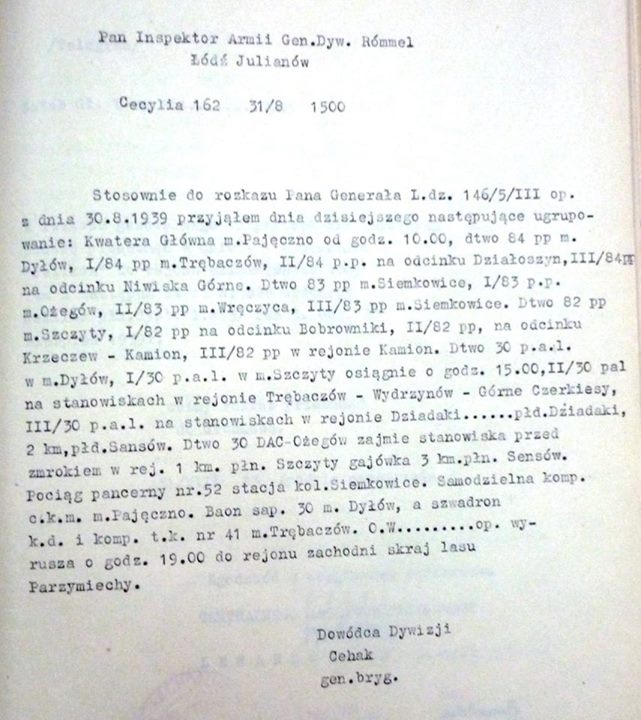 Pan Inspektor Armii Gen.Dyw. Rómmel
Łódź Julianów
Cecylia 162 31/8 1500
Stosownie do rozkazu Pana Generała L.dz. 146/5/III op.
z dnia 30.8.1939 przyjąłem dnia dzisiejszego następujące ugrupo-
wanie: Kwatera Główna m.Pajęczno od godz. 10.00, dtwo 84 pp m.
Dyłów, I/84 pp m.Trębaczów, II/84 p.p. na odcinku Działoszyn,III/84pp
na odcinku Niwiska Górne. Dtwo 83 pp m.Siemkowice, I/83 p.p.
m.Ożegów, II/83 pp m.Wręczyca, III/83 pp m.Siemkowice. Dtwo 82 pp
m.Szczyty, I/82 pp na odcinku Bobrowniki, II/82 pp, na odcinku
Krzeczew - Kamion, III/82 pp w rejonie Kamion. Dtwo 30 p.a.l.
w m.Dyłów, I/30 p.a.l. w m.Szczyty osiągnie o godz. 15.00,II/30 pal
na stanowiskach w rejonie Trębaczów - Wydrzynów - Górne Czerkiesy,
III/30 p.a.l. na stanowiskach w rejonie Dziadaki......płd.Dziadaki,
2 km,płd.Sansów. Dtwo 30 DAC-Ożegów zajmie stanowiska przed
zmrokiem w rej. 1 km. płn. Szczyty gajówka 3 km.płn. Sensów.
Pociąg pancerny nr.52 stacja kol.Siemkowice. Samodzielna komp.
c.k.m. m.Pajęczno. Baon sap. 30 m. Dyłów, a szwadron
k.d. i komp. t.k. nr 41 m.Trębaczów. O.W.........op. wy-
rusza o godz. 19.00 do rejonu zachodni skraj lasu
Parzymiechy.
Dowódca Dywizji
Cehak
gen.bryg.